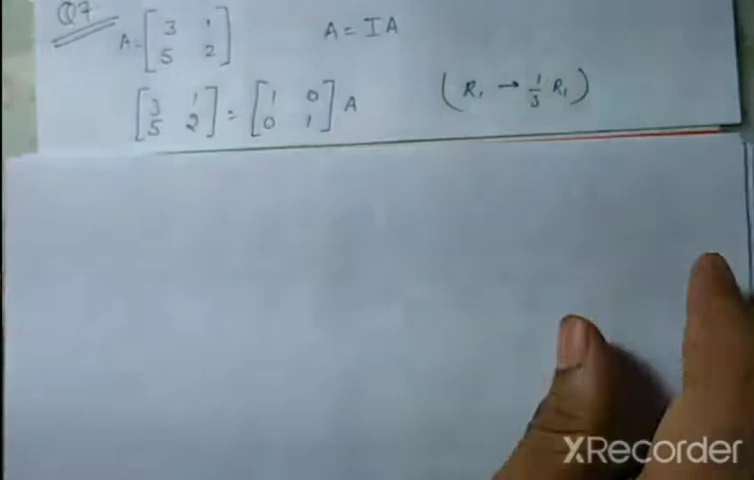 Q7
A = [ 3 1 ] A = IA
[ 5 2 ]
[ 3 1 ] = [ 1 0 ] A ( R₁ → 1/3 R₁ )
[ 5 2 ] [ 0 1 ]
XRecorder